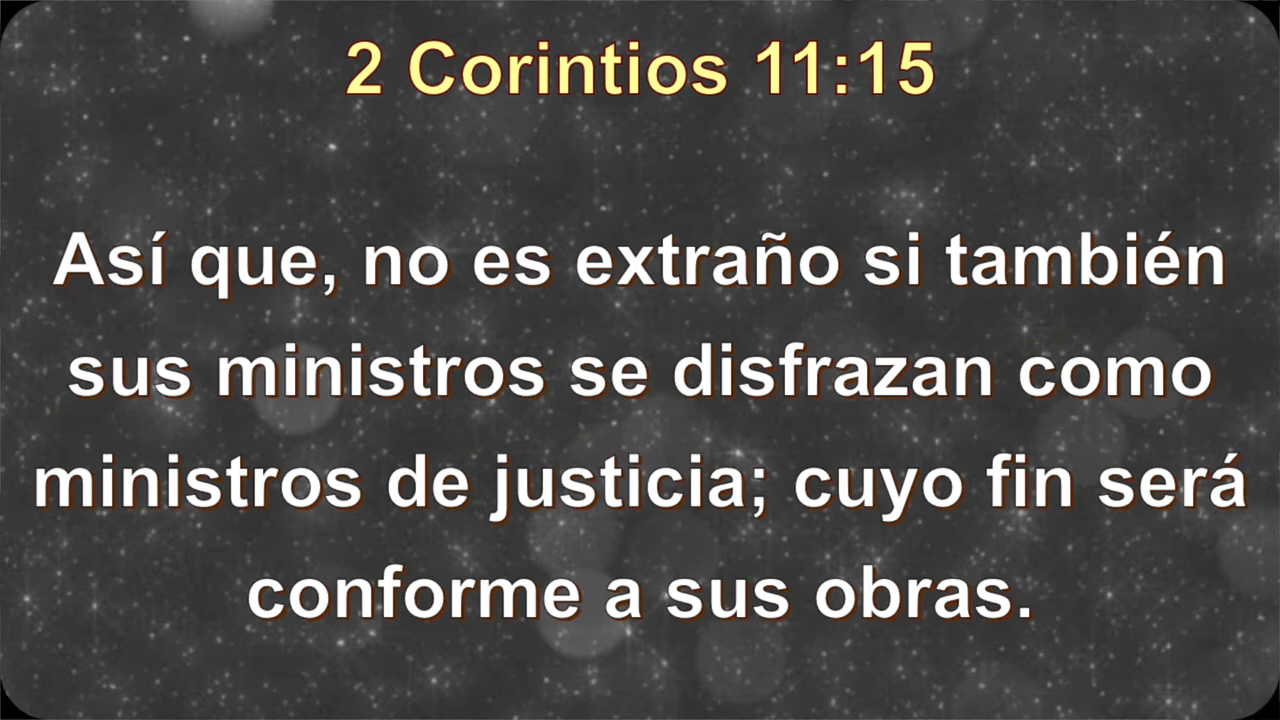 2 Corintios 11:15
Así que, no es extraño si también
sus ministros se disfrazan como
ministros de justicia; cuyo fin será
conforme a sus obras.